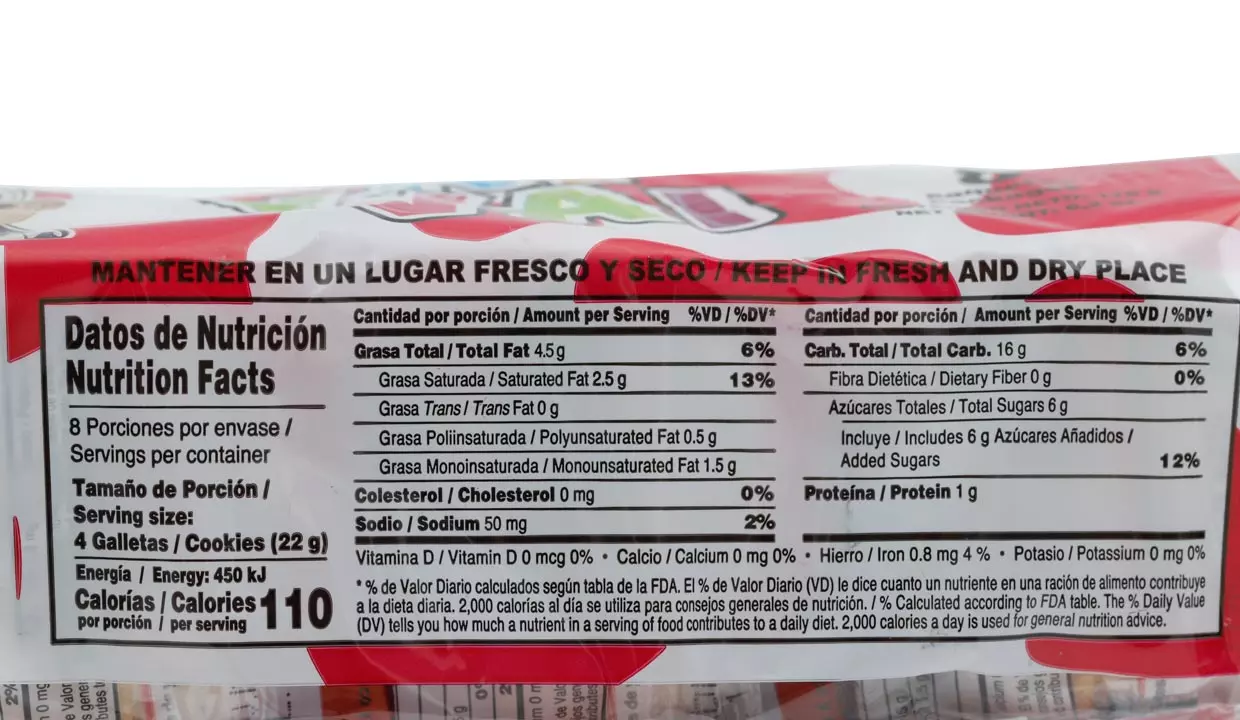 MANTENER EN UN LUGAR FRESCO Y SECO / KEEP IN FRESH AND DRY PLACE
Datos de Nutrición
Nutrition Facts
8 Porciones por envase /
Servings per container
Tamaño de Porción /
Serving size:
4 Galletas / Cookies (22 g)
Energía / Energy: 450 kJ
Calorías / Calories 110
por porción / per serving
Cantidad por porción / Amount per Serving %VD / %DV*
Grasa Total / Total Fat 4.5 g 6%
Grasa Saturada / Saturated Fat 2.5 g 13%
Grasa Trans / Trans Fat 0 g
Grasa Poliinsaturada / Polyunsaturated Fat 0.5 g
Grasa Monoinsaturada / Monounsaturated Fat 1.5 g
Colesterol / Cholesterol 0 mg 0%
Sodio / Sodium 50 mg 2%
Cantidad por porción / Amount per Serving %VD / %DV*
Carb. Total / Total Carb. 16 g 6%
Fibra Dietética / Dietary Fiber 0 g 0%
Azúcares Totales / Total Sugars 6 g
Incluye / Includes 6 g Azúcares Añadidos /
Added Sugars 12%
Proteína / Protein 1 g
Vitamina D / Vitamin D 0 mcg 0% • Calcio / Calcium 0 mg 0% • Hierro / Iron 0.8 mg 4 % • Potasio / Potassium 0 mg 0%
* % de Valor Diario calculados según tabla de la FDA. El % de Valor Diario (VD) le dice cuanto un nutriente en una ración de alimento contribuye
a la dieta diaria. 2,000 calorías al día se utiliza para consejos generales de nutrición. / % Calculated according to FDA table. The % Daily Value
(DV) tells you how much a nutrient in a serving of food contributes to a daily diet. 2,000 calories a day is used for general nutrition advice.